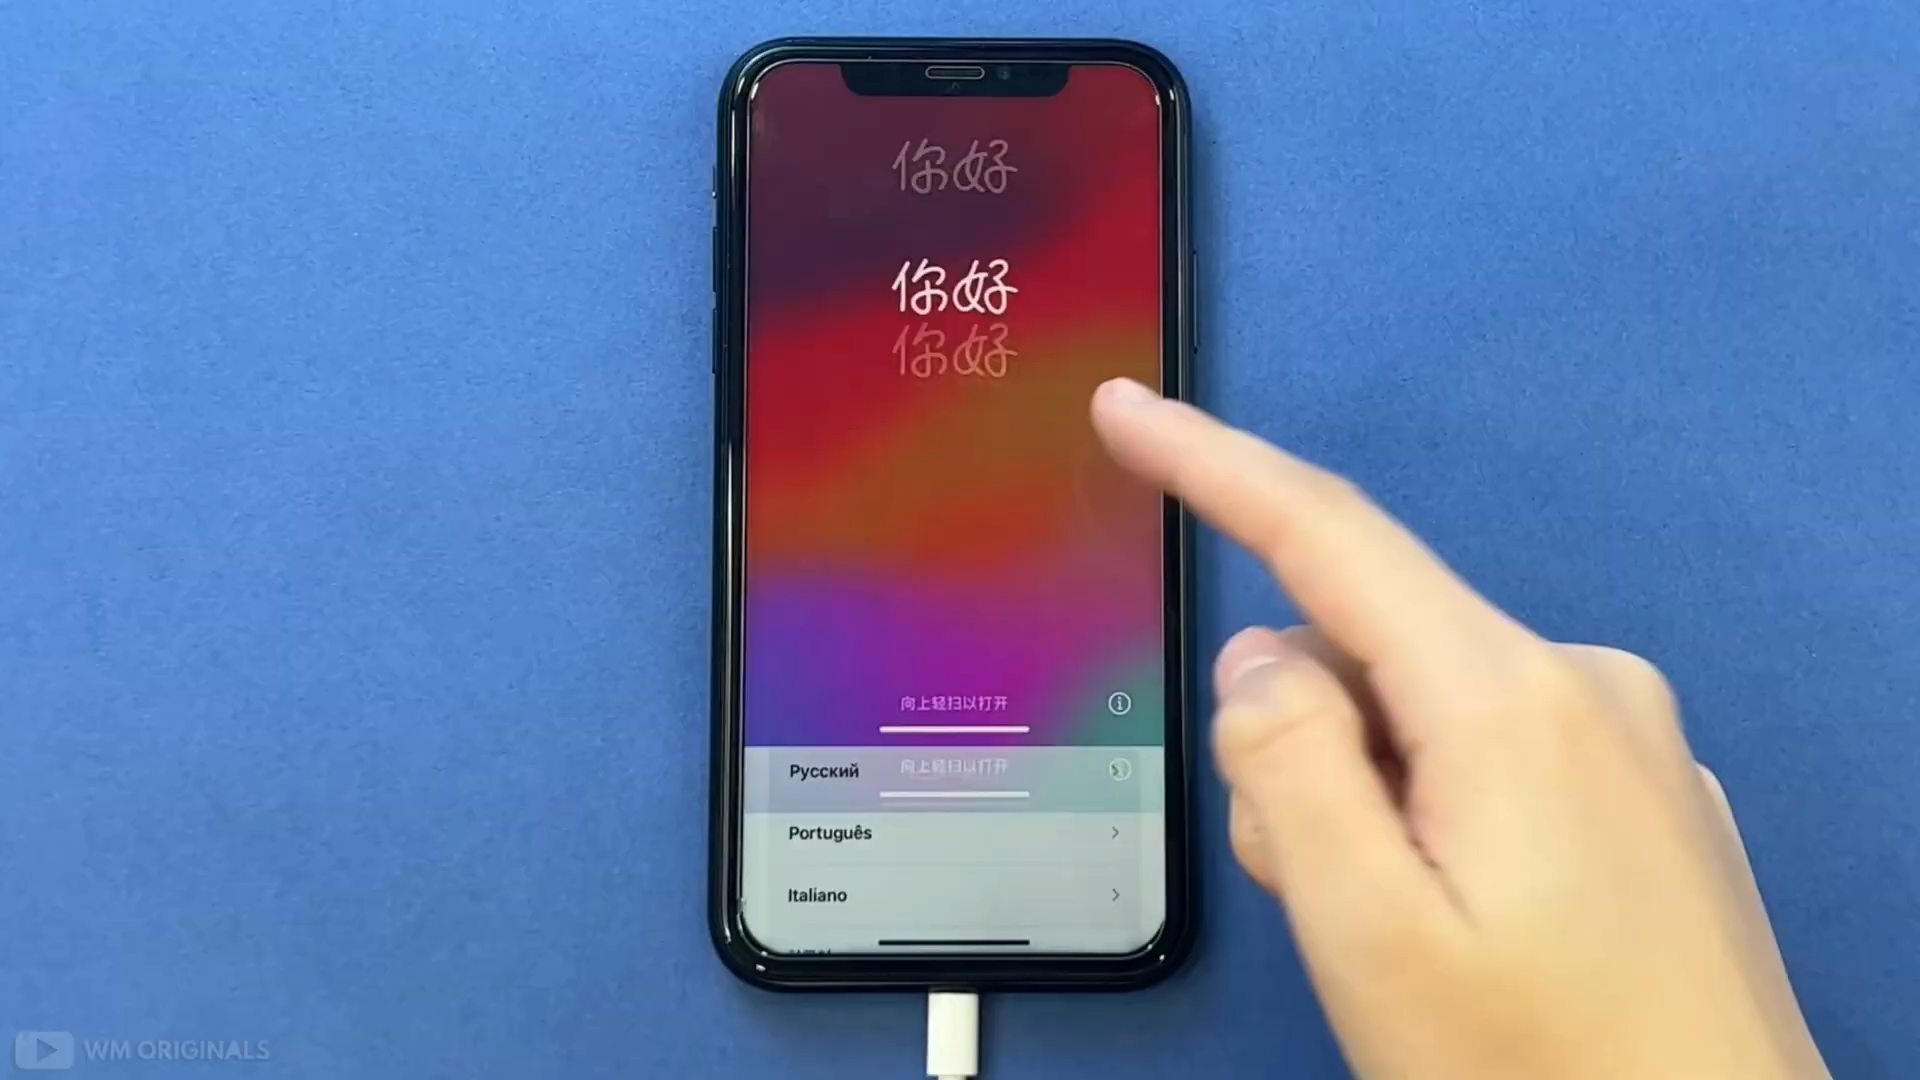 你好
你好
你好
向上轻扫以打开
Русский
向上轻扫以打开
Português
Italiano
WM ORIGINALS